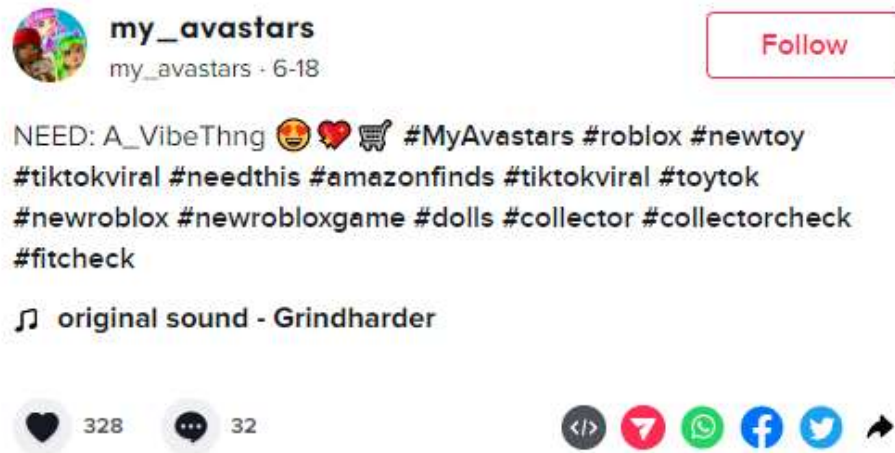 my_avastars
my_avastars · 6-18
Follow
NEED: A_VibeThng 😍💖🛒 #MyAvastars #roblox #newtoy
#tiktokviral #needthis #amazonfinds #tiktokviral #toytok
#newroblox #newrobloxgame #dolls #collector #collectorcheck
#fitcheck
♫ original sound - Grindharder
328
32